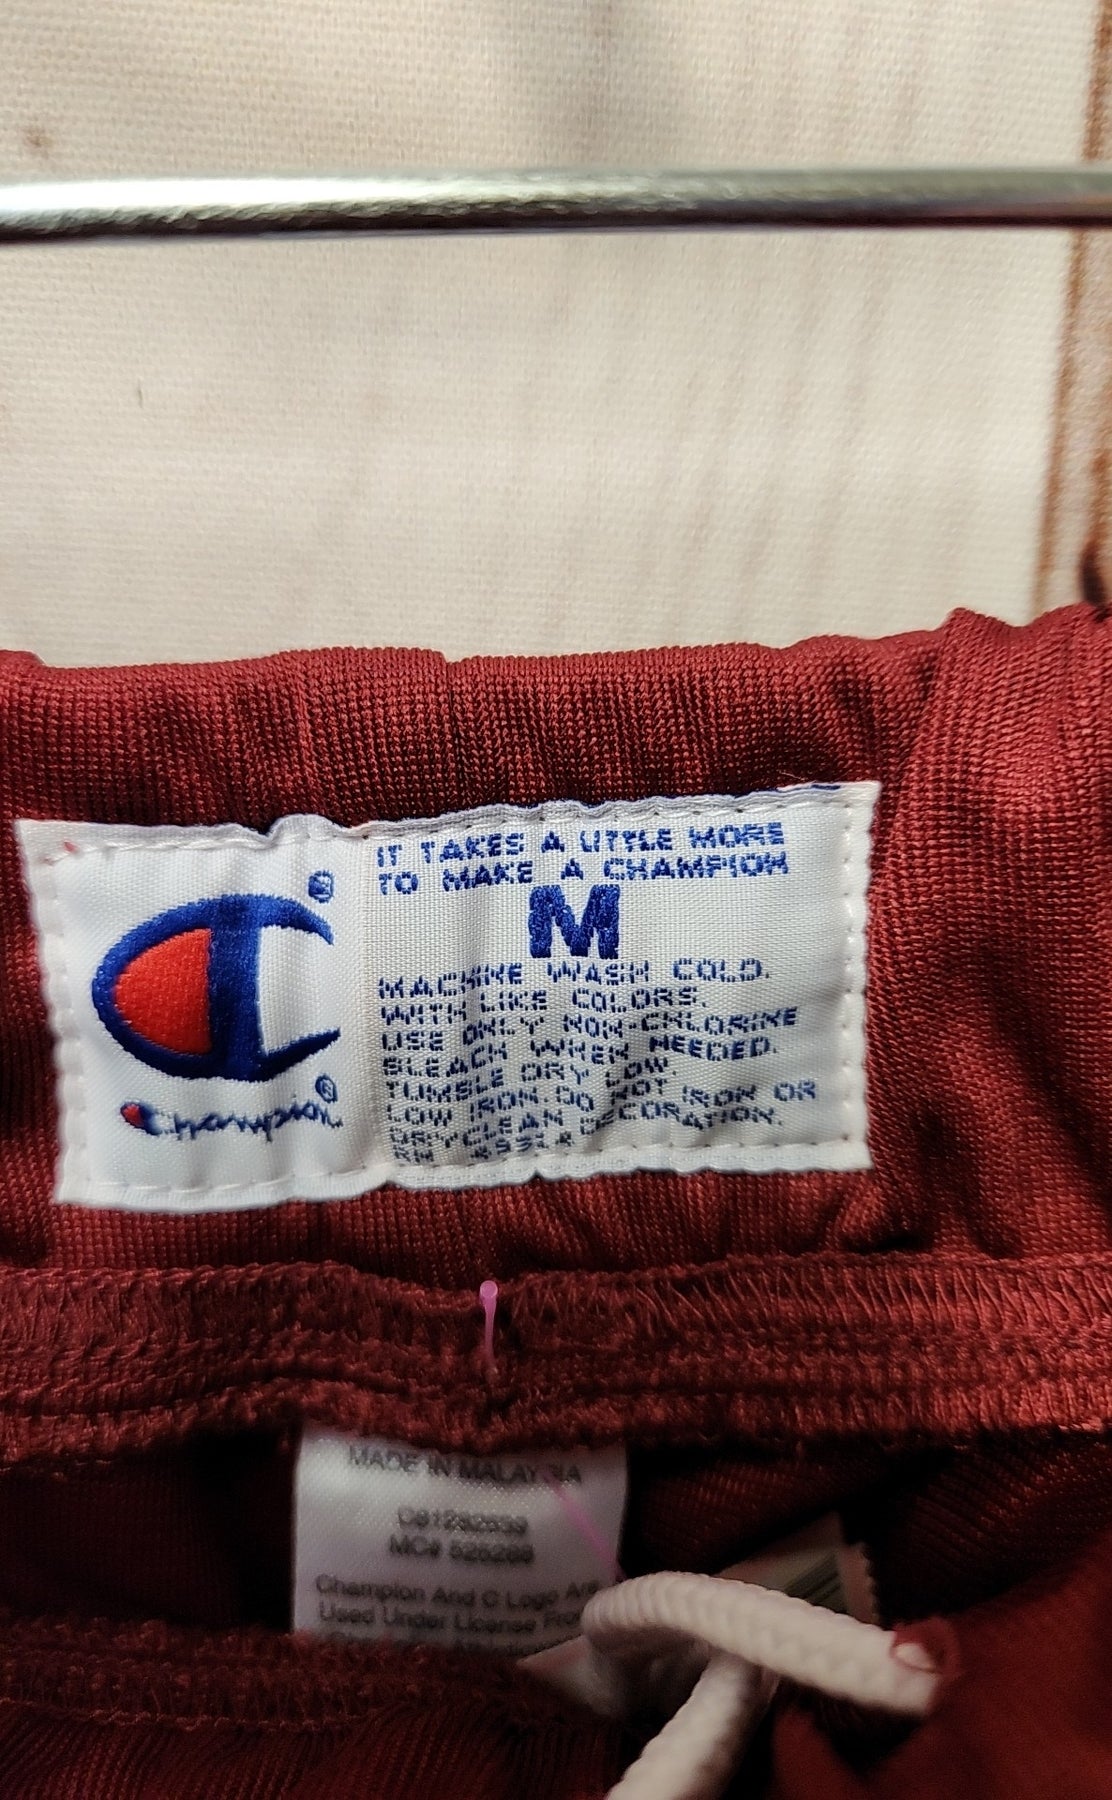 IT TAKES A LITTLE MORE
TO MAKE A CHAMPION
M
®
Champion®
MACHINE WASH COLD.
WITH LIKE COLORS.
USE ONLY NON-CHLORINE
BLEACH WHEN NEEDED.
TUMBLE DRY LOW.
LOW IRON. DO NOT IRON OR
DRYCLEAN DECORATION.
MADE IN MALAYSIA
MC# 525288
Champion And C Logo Are
Used Under License From